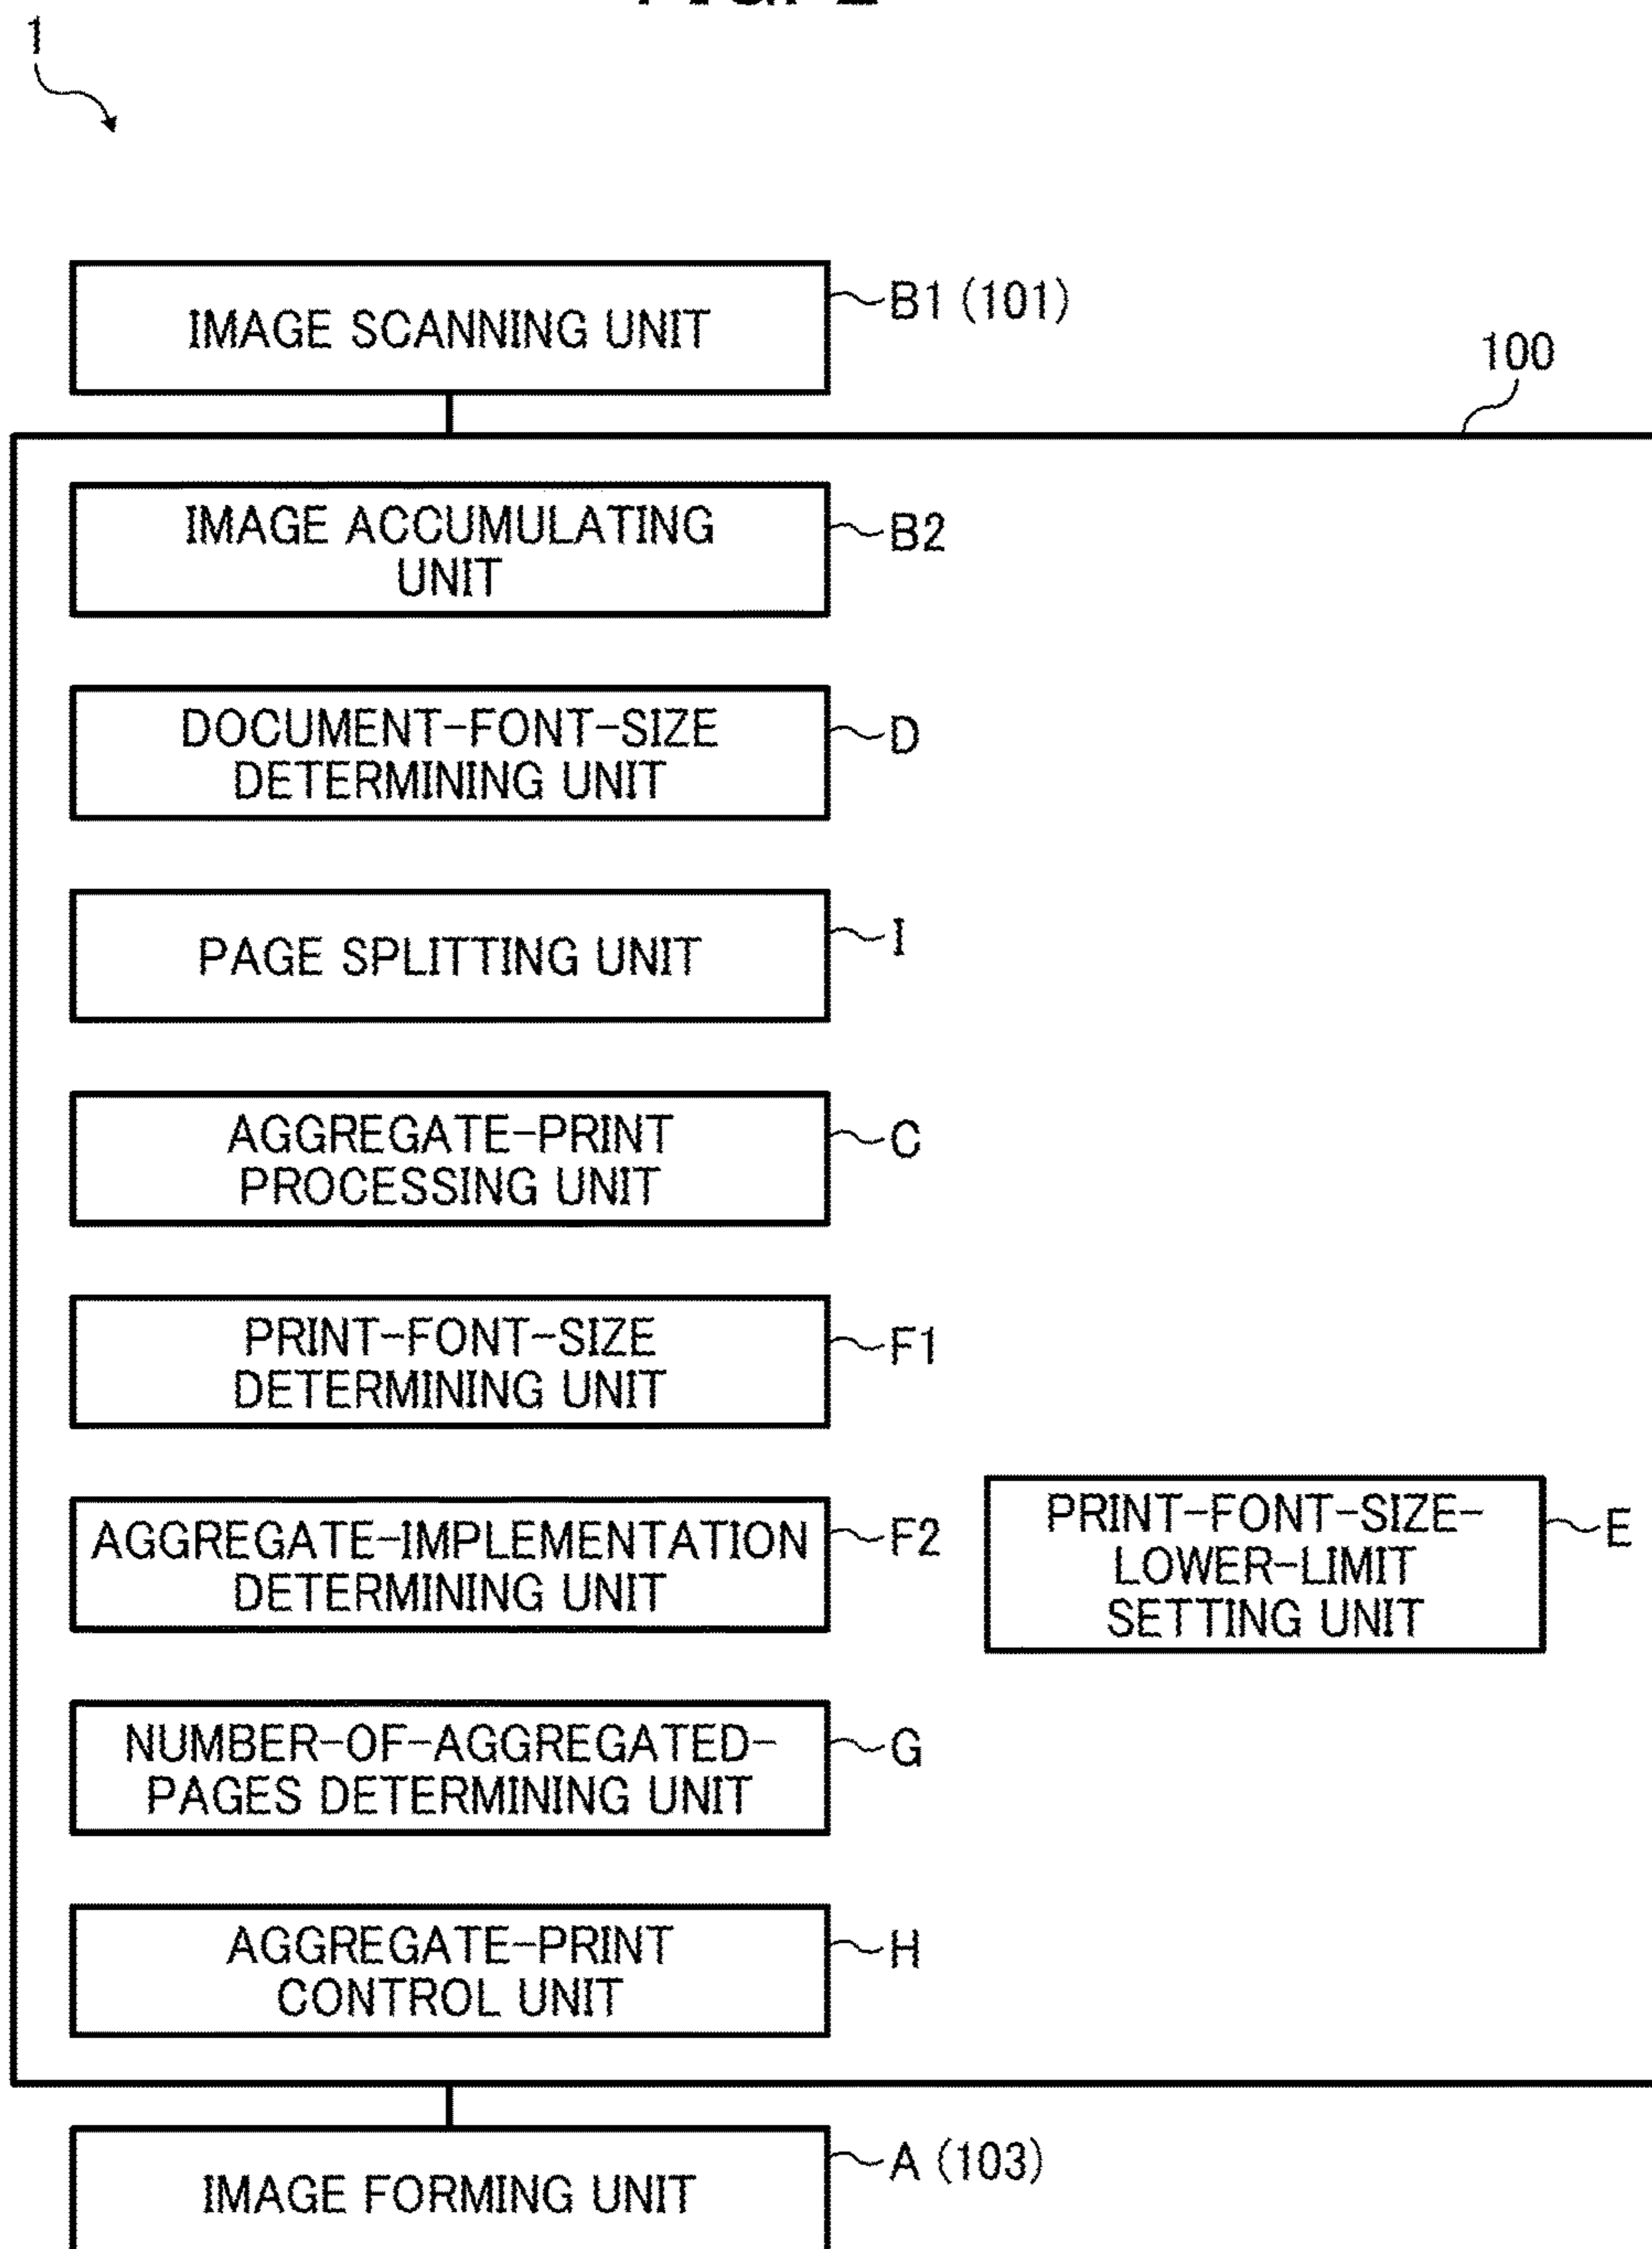 1
IMAGE SCANNING UNIT
B1 (101)
100
IMAGE ACCUMULATING
UNIT
B2
DOCUMENT-FONT-SIZE
DETERMINING UNIT
D
PAGE SPLITTING UNIT
I
AGGREGATE-PRINT
PROCESSING UNIT
C
PRINT-FONT-SIZE
DETERMINING UNIT
F1
AGGREGATE-IMPLEMENTATION
DETERMINING UNIT
F2
PRINT-FONT-SIZE-
LOWER-LIMIT
SETTING UNIT
E
NUMBER-OF-AGGREGATED-
PAGES DETERMINING UNIT
G
AGGREGATE-PRINT
CONTROL UNIT
H
IMAGE FORMING UNIT
A (103)